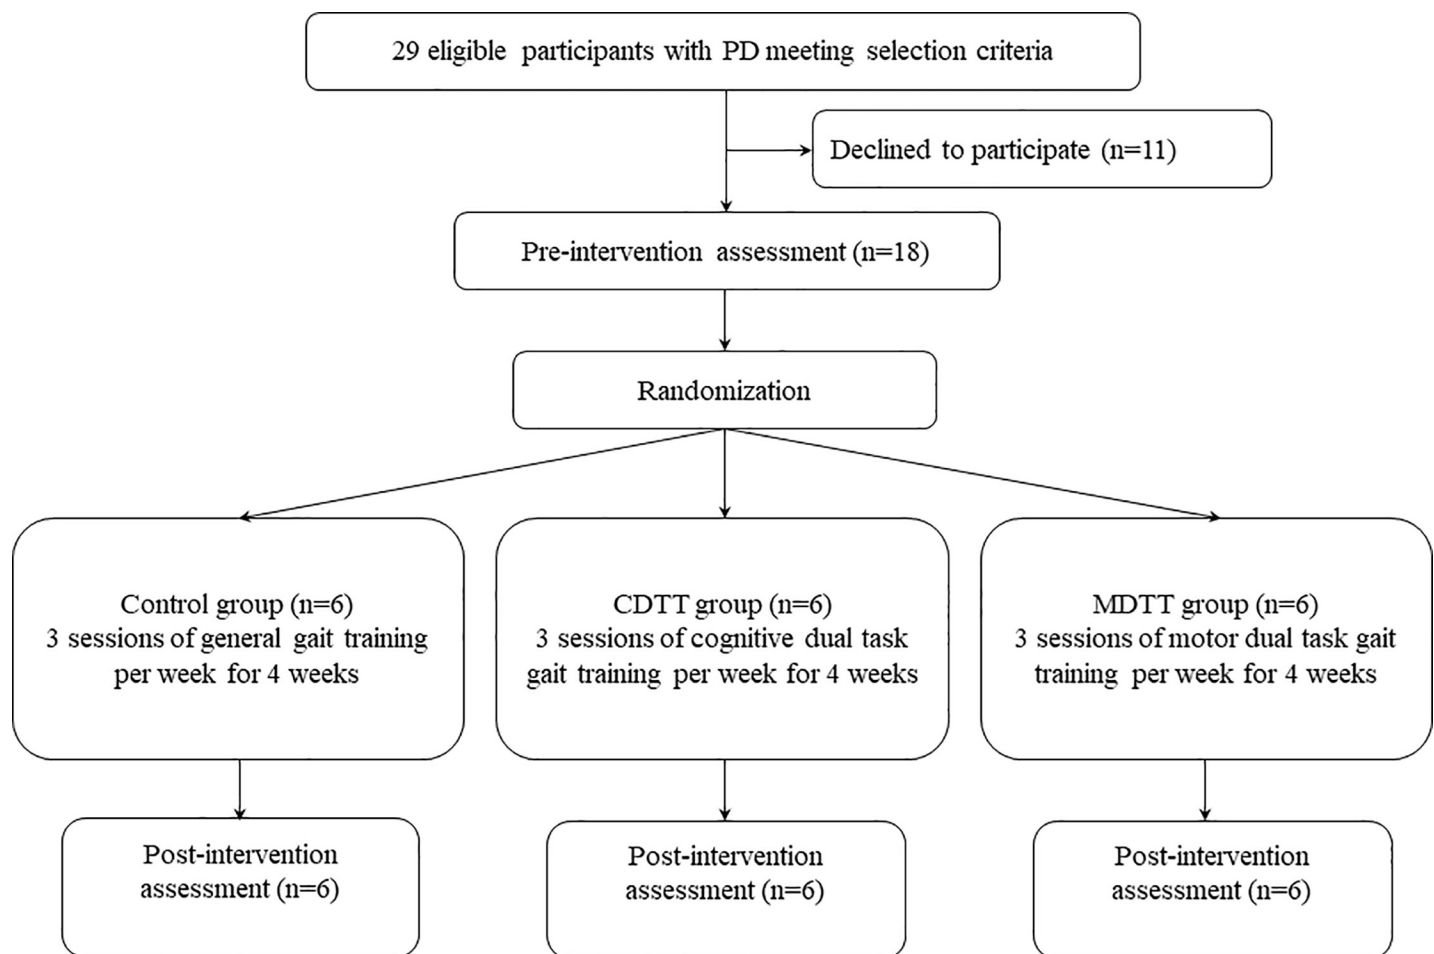 29 eligible participants with PD meeting selection criteria
Declined to participate (n=11)
Pre-intervention assessment (n=18)
Randomization
Control group (n=6)
3 sessions of general gait training
per week for 4 weeks
CDTT group (n=6)
3 sessions of cognitive dual task
gait training per week for 4 weeks
MDTT group (n=6)
3 sessions of motor dual task gait
training per week for 4 weeks
Post-intervention
assessment (n=6)
Post-intervention
assessment (n=6)
Post-intervention
assessment (n=6)